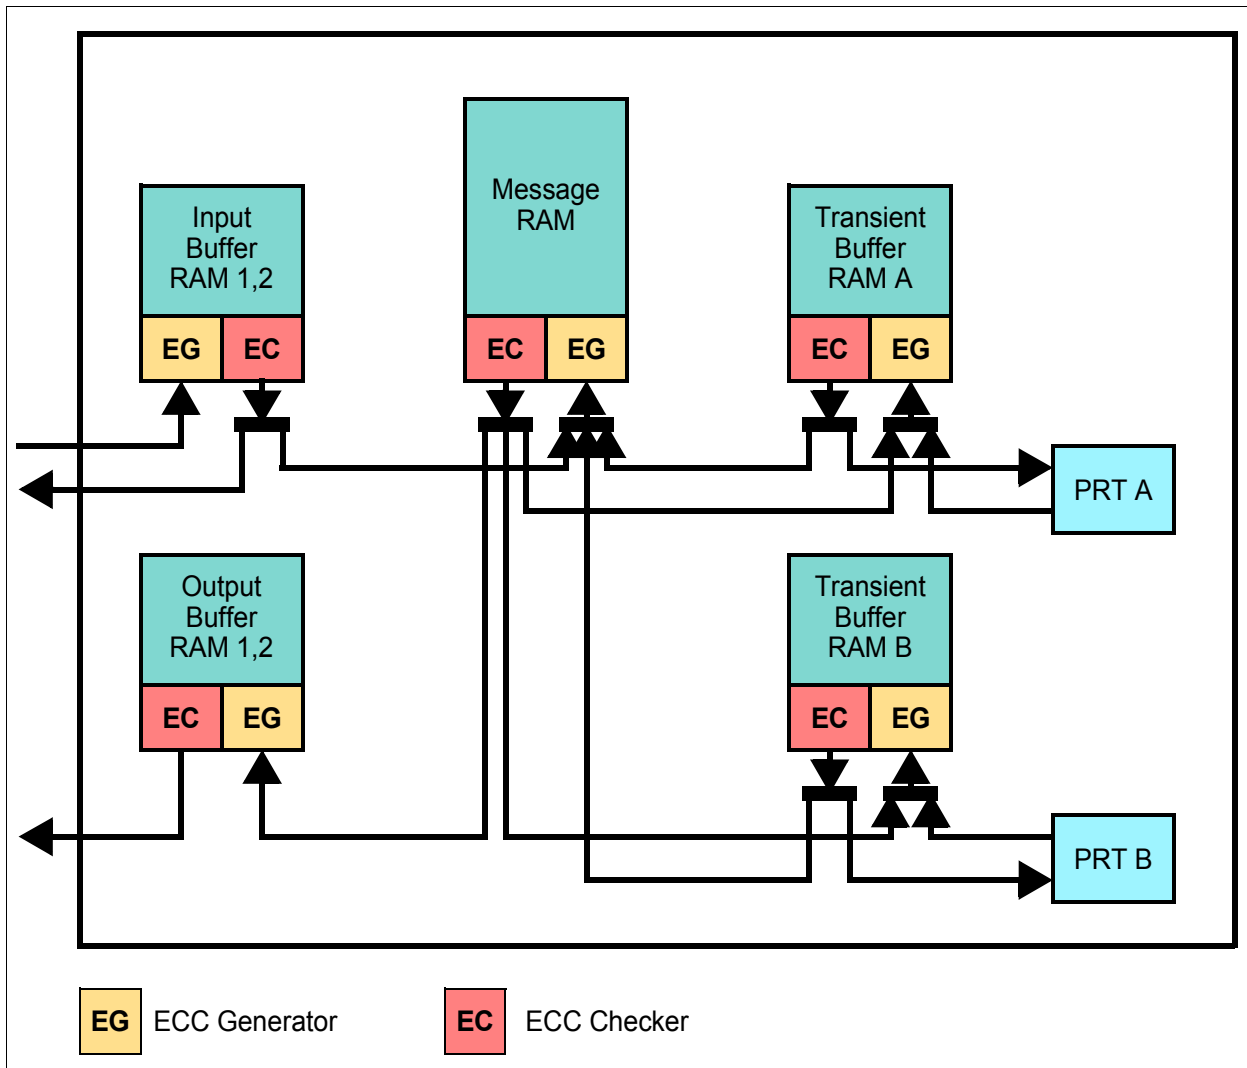 Message
RAM
Input
Buffer
RAM 1,2
Transient
Buffer
RAM A
EG
EC
EC
EG
EC
EG
PRT A
Output
Buffer
RAM 1,2
Transient
Buffer
RAM B
EC
EG
EC
EG
PRT B
EG
ECC Generator
EC
ECC Checker